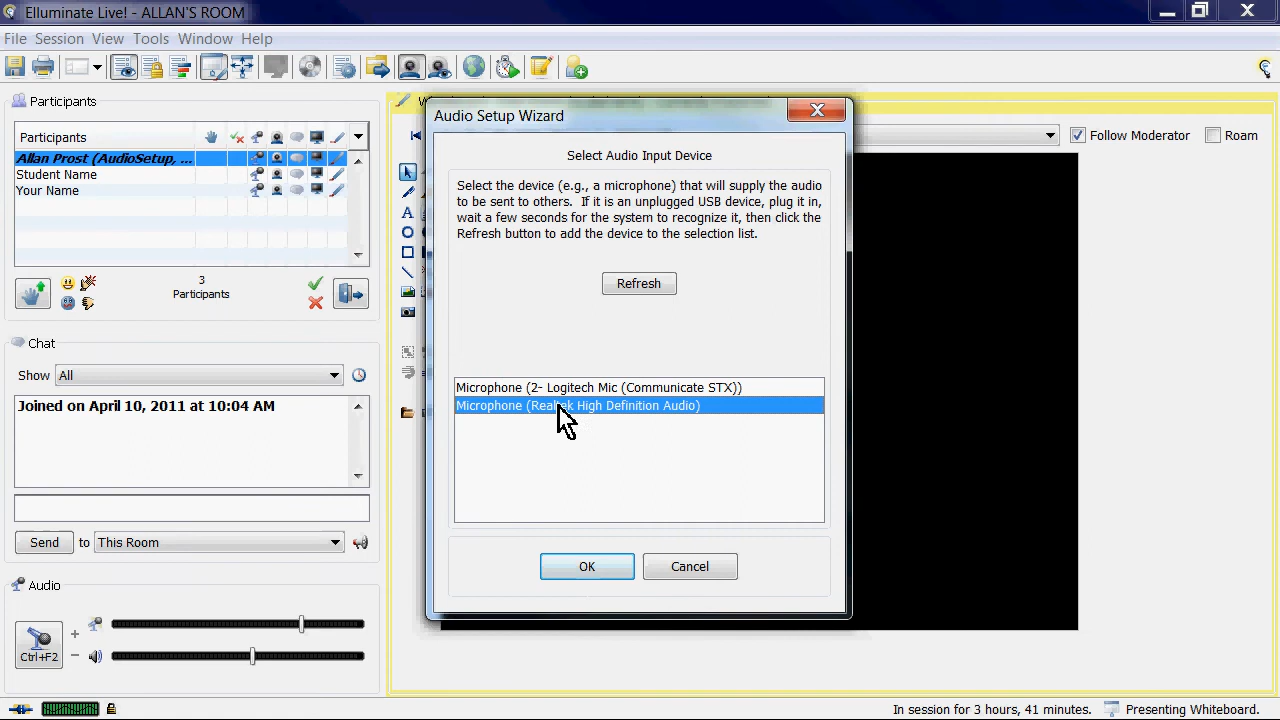 Elluminate Live! - ALLAN'S ROOM
File Session View Tools Window Help
Participants
Participants
Allan Prost (AudioSetup, ...
Student Name
Your Name
3
Participants
Chat
Show All
Joined on April 10, 2011 at 10:04 AM
Send to This Room
Audio
Ctrl+F2
Follow Moderator Roam
Audio Setup Wizard
Select Audio Input Device
Select the device (e.g., a microphone) that will supply the audio
to be sent to others. If it is an unplugged USB device, plug it in,
wait a few seconds for the system to recognize it, then click the
Refresh button to add the device to the selection list.
Refresh
Microphone (2- Logitech Mic (Communicate STX))
Microphone (Realtek High Definition Audio)
OK Cancel
In session for 3 hours, 41 minutes. Presenting Whiteboard.